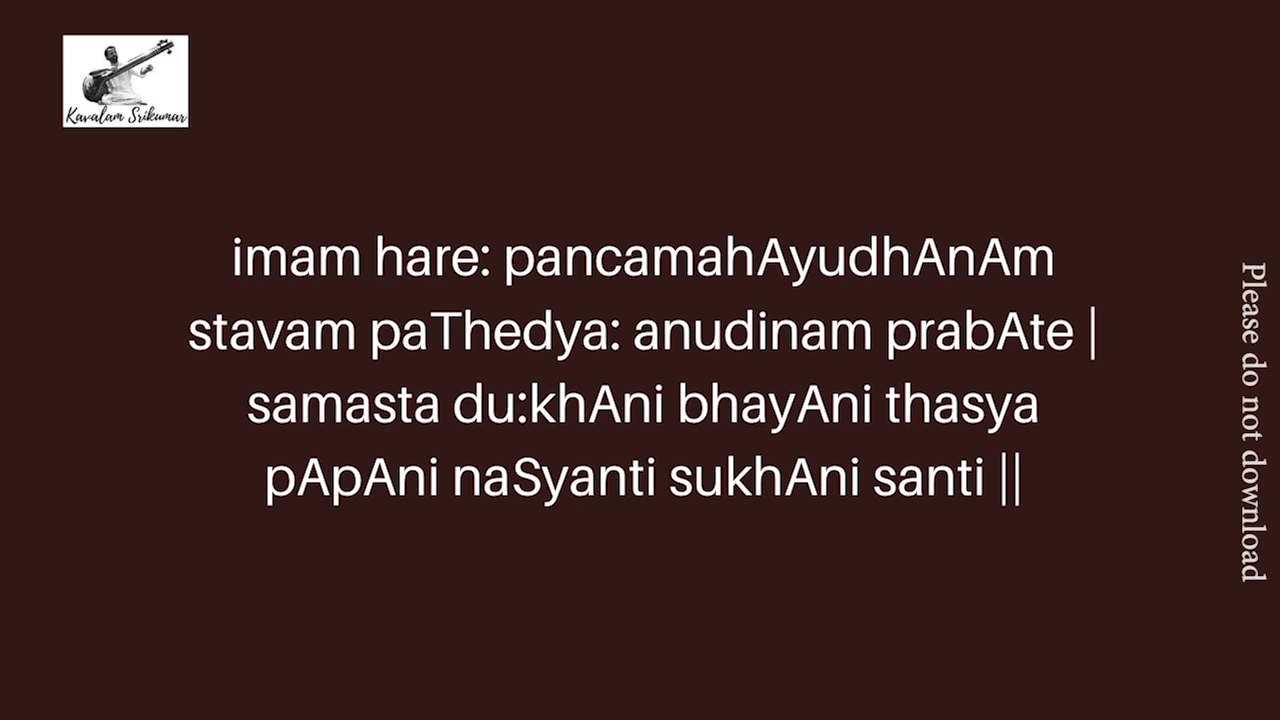 Kavalam Srikumar
imam hare: pancamahAyudhAnAm
stavam paThedya: anudinam prabAte |
samasta du:khAni bhayAni thasya
pApAni naSyanti sukhAni santi ||
Please do not download